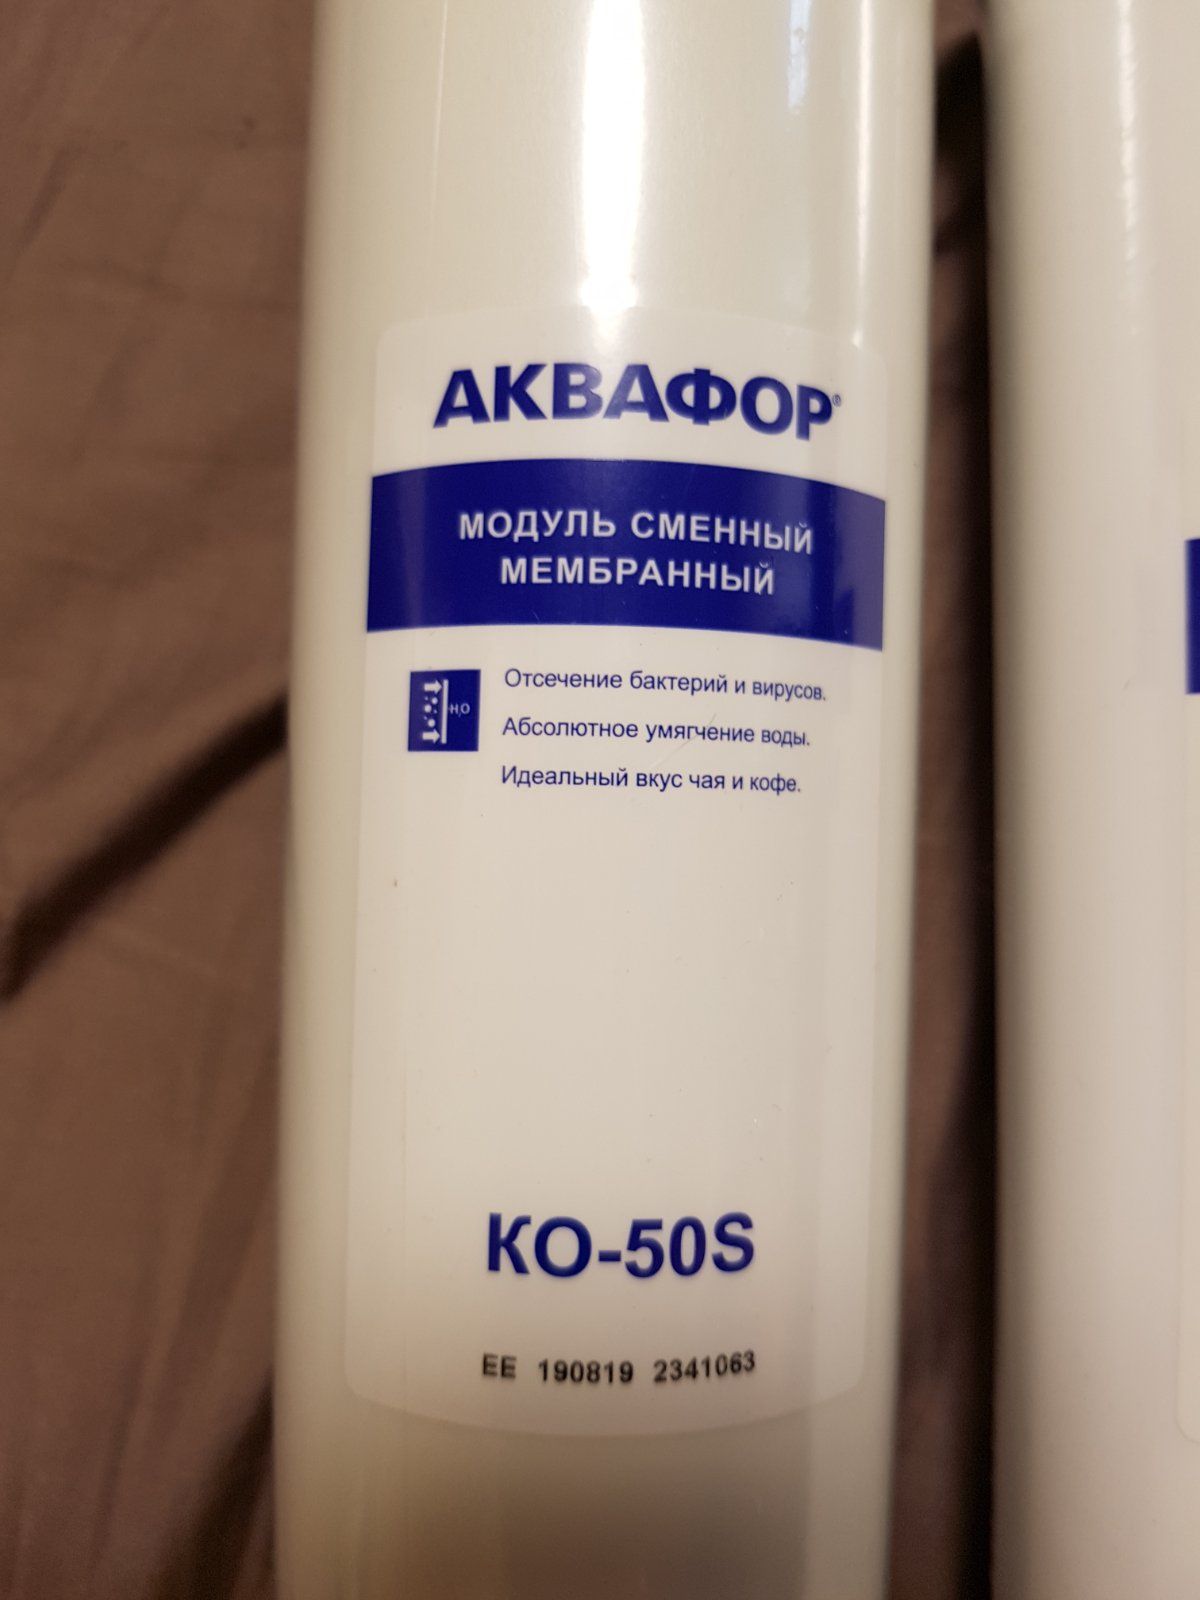 АКВАФОР®
МОДУЛЬ СМЕННЫЙ
МЕМБРАННЫЙ
H₂O
Отсечение бактерий и вирусов.
Абсолютное умягчение воды.
Идеальный вкус чая и кофе.
КО-50S
EE 190819 2341063